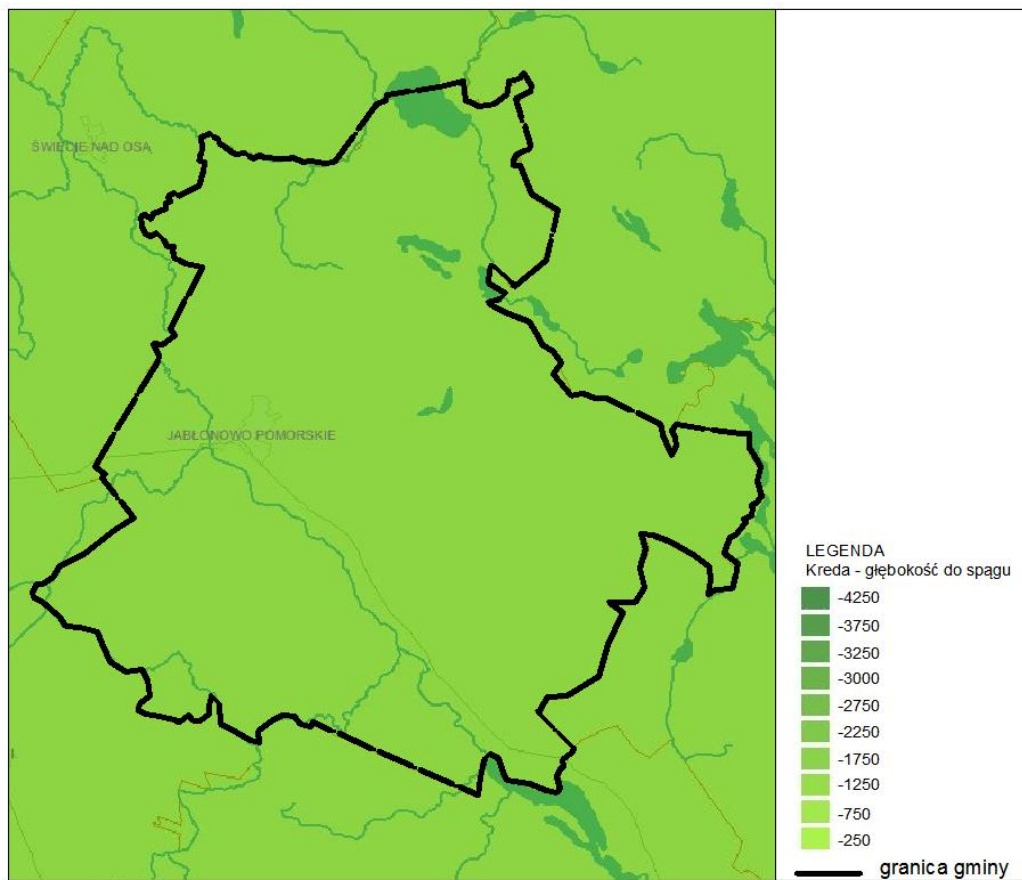 ŚWIECIE NAD OSĄ
JABŁONOWO POMORSKIE
LEGENDA
Kreda - głębokość do spągu
-4250
-3750
-3250
-3000
-2750
-2250
-1750
-1250
-750
-250
granica gminy